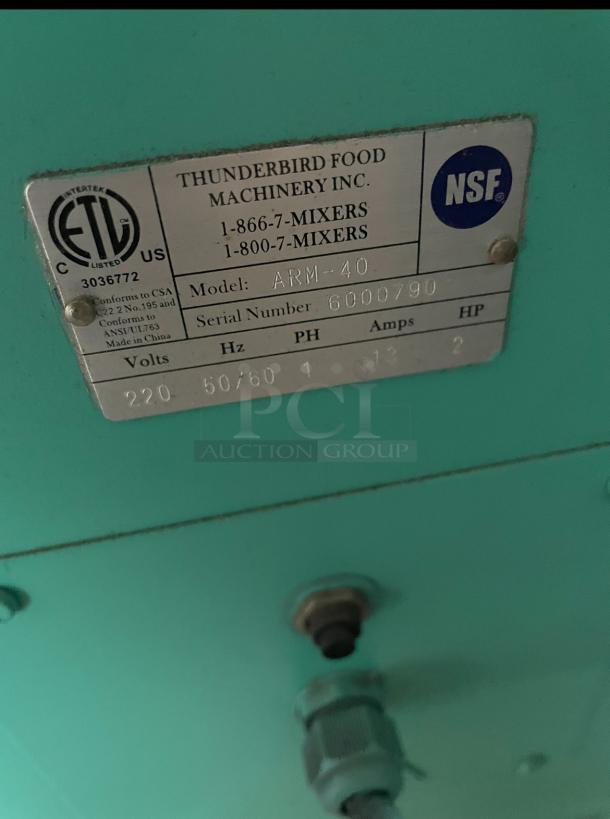 INTERTEK
ETL CM
C US
LISTED
3036772
Conforms to CSA
C22.2 No.195 and
Conforms to
ANSI/UL763
Made in China
THUNDERBIRD FOOD
MACHINERY INC.
1-866-7-MIXERS
1-800-7-MIXERS
NSF®
Model: ARM-40
Serial Number 6000790
Volts Hz PH Amps HP
220 50/60 1 13 2
PCI
AUCTION GROUP